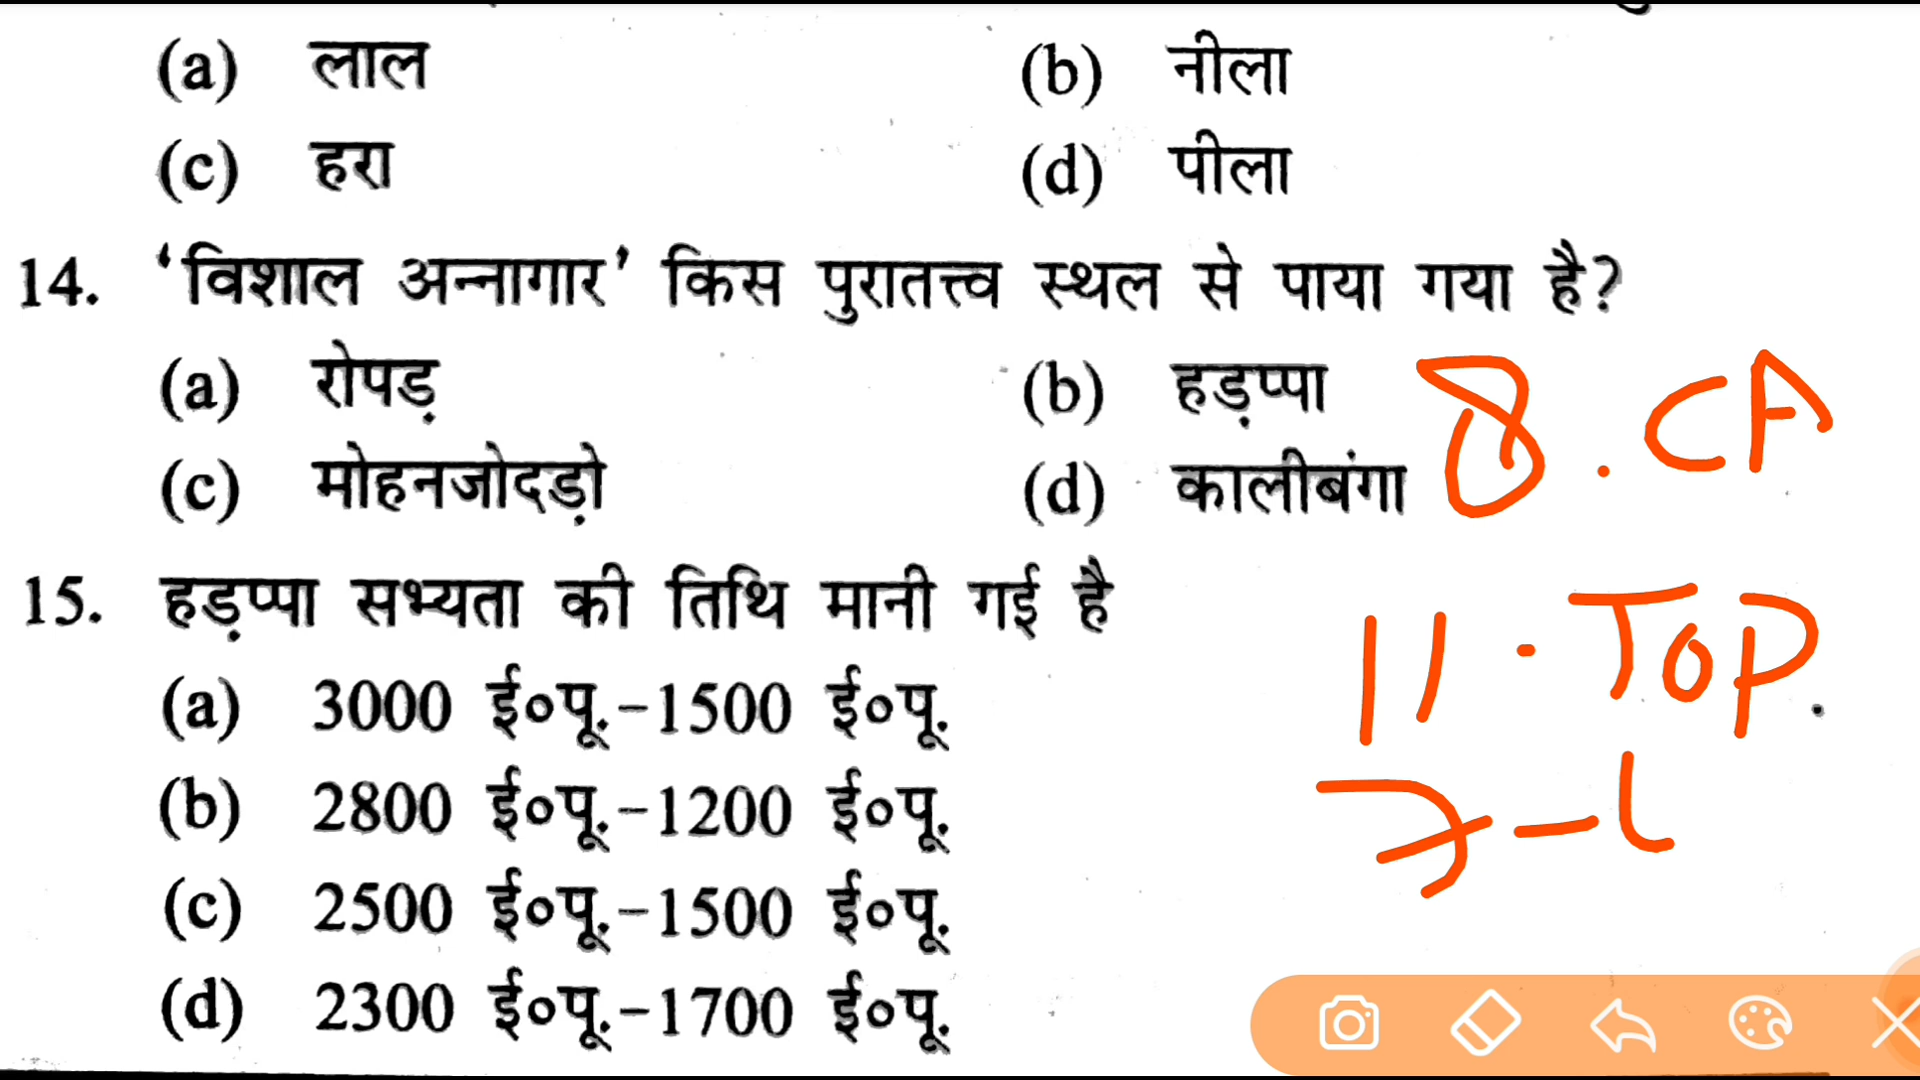 (a) लाल (b) नीला
(c) हरा (d) पीला
14. ‘विशाल अन्नागार’ किस पुरातत्त्व स्थल से पाया गया है?
(a) रोपड़ (b) हड़प्पा
(c) मोहनजोदड़ो (d) कालीबंगा
8. CA
15. हड़प्पा सभ्यता की तिथि मानी गई है
11. TOP.
(a) 3000 ई०पू.-1500 ई०पू.
7-L
(b) 2800 ई०पू.-1200 ई०पू.
(c) 2500 ई०पू.-1500 ई०पू.
(d) 2300 ई०पू.-1700 ई०पू.